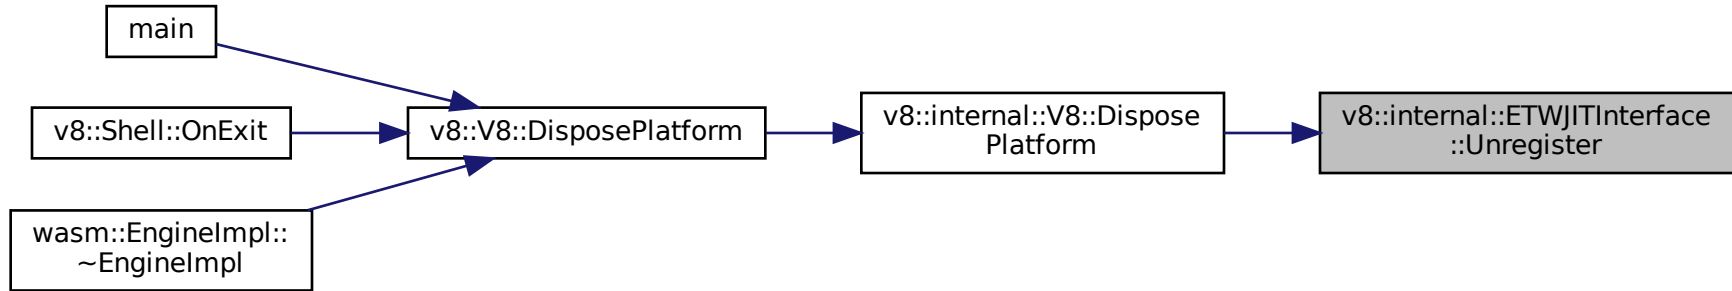 main
v8::Shell::OnExit
wasm::EngineImpl::
~EngineImpl
v8::V8::DisposePlatform
v8::internal::V8::Dispose
Platform
v8::internal::ETWJITInterface
::Unregister